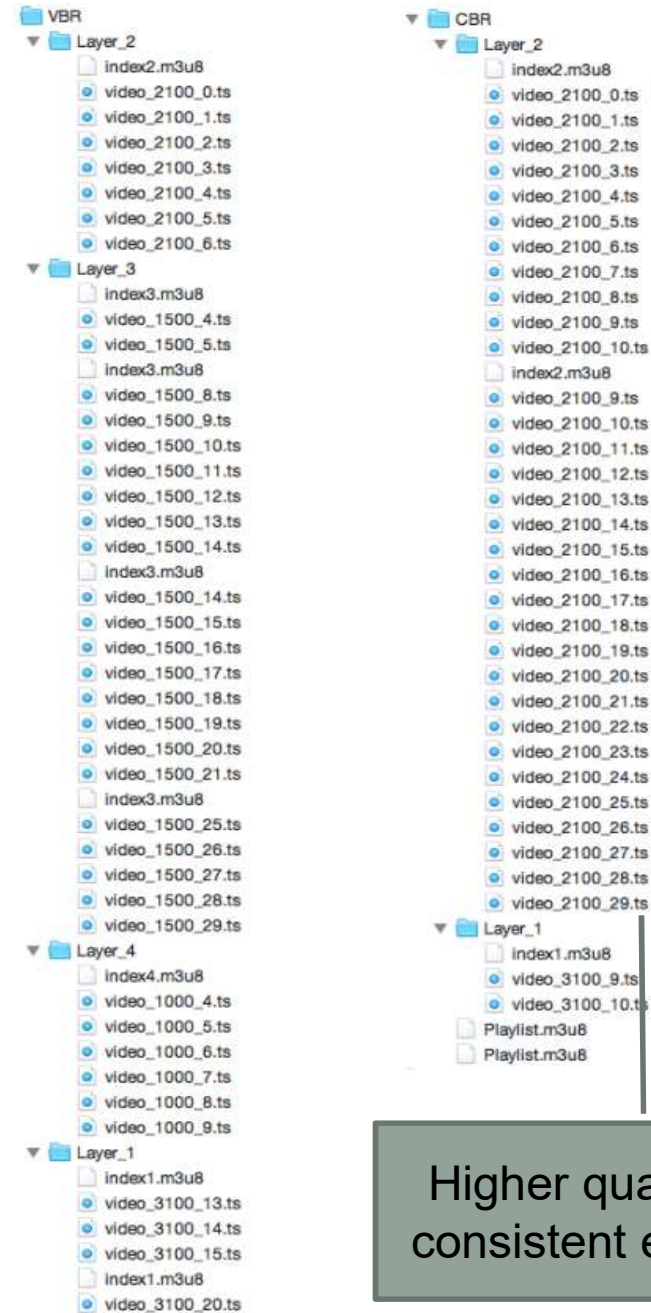 VBR
Layer_2
index2.m3u8
video_2100_0.ts
video_2100_1.ts
video_2100_2.ts
video_2100_3.ts
video_2100_4.ts
video_2100_5.ts
video_2100_6.ts
Layer_3
index3.m3u8
video_1500_4.ts
video_1500_5.ts
index3.m3u8
video_1500_8.ts
video_1500_9.ts
video_1500_10.ts
video_1500_11.ts
video_1500_12.ts
video_1500_13.ts
video_1500_14.ts
index3.m3u8
video_1500_14.ts
video_1500_15.ts
video_1500_16.ts
video_1500_17.ts
video_1500_18.ts
video_1500_19.ts
video_1500_20.ts
video_1500_21.ts
index3.m3u8
video_1500_25.ts
video_1500_26.ts
video_1500_27.ts
video_1500_28.ts
video_1500_29.ts
Layer_4
index4.m3u8
video_1000_4.ts
video_1000_5.ts
video_1000_6.ts
video_1000_7.ts
video_1000_8.ts
video_1000_9.ts
Layer_1
index1.m3u8
video_3100_13.ts
video_3100_14.ts
video_3100_15.ts
index1.m3u8
video_3100_20.ts
CBR
Layer_2
index2.m3u8
video_2100_0.ts
video_2100_1.ts
video_2100_2.ts
video_2100_3.ts
video_2100_4.ts
video_2100_5.ts
video_2100_6.ts
video_2100_7.ts
video_2100_8.ts
video_2100_9.ts
video_2100_10.ts
index2.m3u8
video_2100_9.ts
video_2100_10.ts
video_2100_11.ts
video_2100_12.ts
video_2100_13.ts
video_2100_14.ts
video_2100_15.ts
video_2100_16.ts
video_2100_17.ts
video_2100_18.ts
video_2100_19.ts
video_2100_20.ts
video_2100_21.ts
video_2100_22.ts
video_2100_23.ts
video_2100_24.ts
video_2100_25.ts
video_2100_26.ts
video_2100_27.ts
video_2100_28.ts
video_2100_29.ts
Layer_1
index1.m3u8
video_3100_9.ts
video_3100_10.ts
Playlist.m3u8
Playlist.m3u8
Higher
consistent